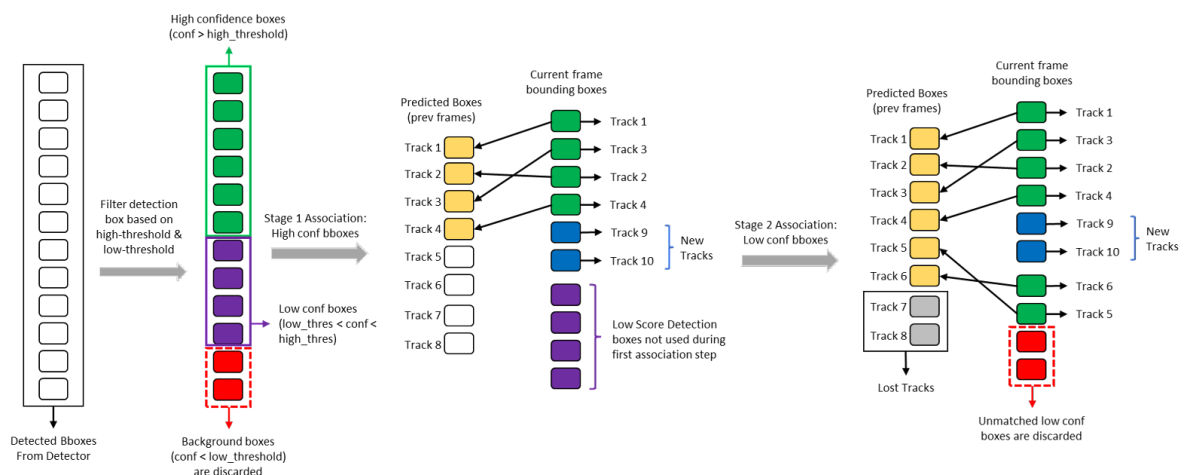 High confidence boxes
(conf > high_threshold)
Detected Bboxes
From Detector
Filter detection
box based on
high-threshold &
low-threshold
Low conf boxes
(low_thres < conf <
high_thres)
Background boxes
(conf < low_threshold)
are discarded
Stage 1 Association:
High conf bboxes
Predicted Boxes
(prev frames)
Track 1
Track 2
Track 3
Track 4
Track 5
Track 6
Track 7
Track 8
Current frame
bounding boxes
Track 1
Track 3
Track 2
Track 4
Track 9
Track 10
New
Tracks
Low Score Detection
boxes not used during
first association step
Stage 2 Association:
Low conf bboxes
Predicted Boxes
(prev frames)
Track 1
Track 2
Track 3
Track 4
Track 5
Track 6
Track 7
Track 8
Lost Tracks
Current frame
bounding boxes
Track 1
Track 3
Track 2
Track 4
Track 9
Track 10
New
Tracks
Track 6
Track 5
Unmatched low conf
boxes are discarded